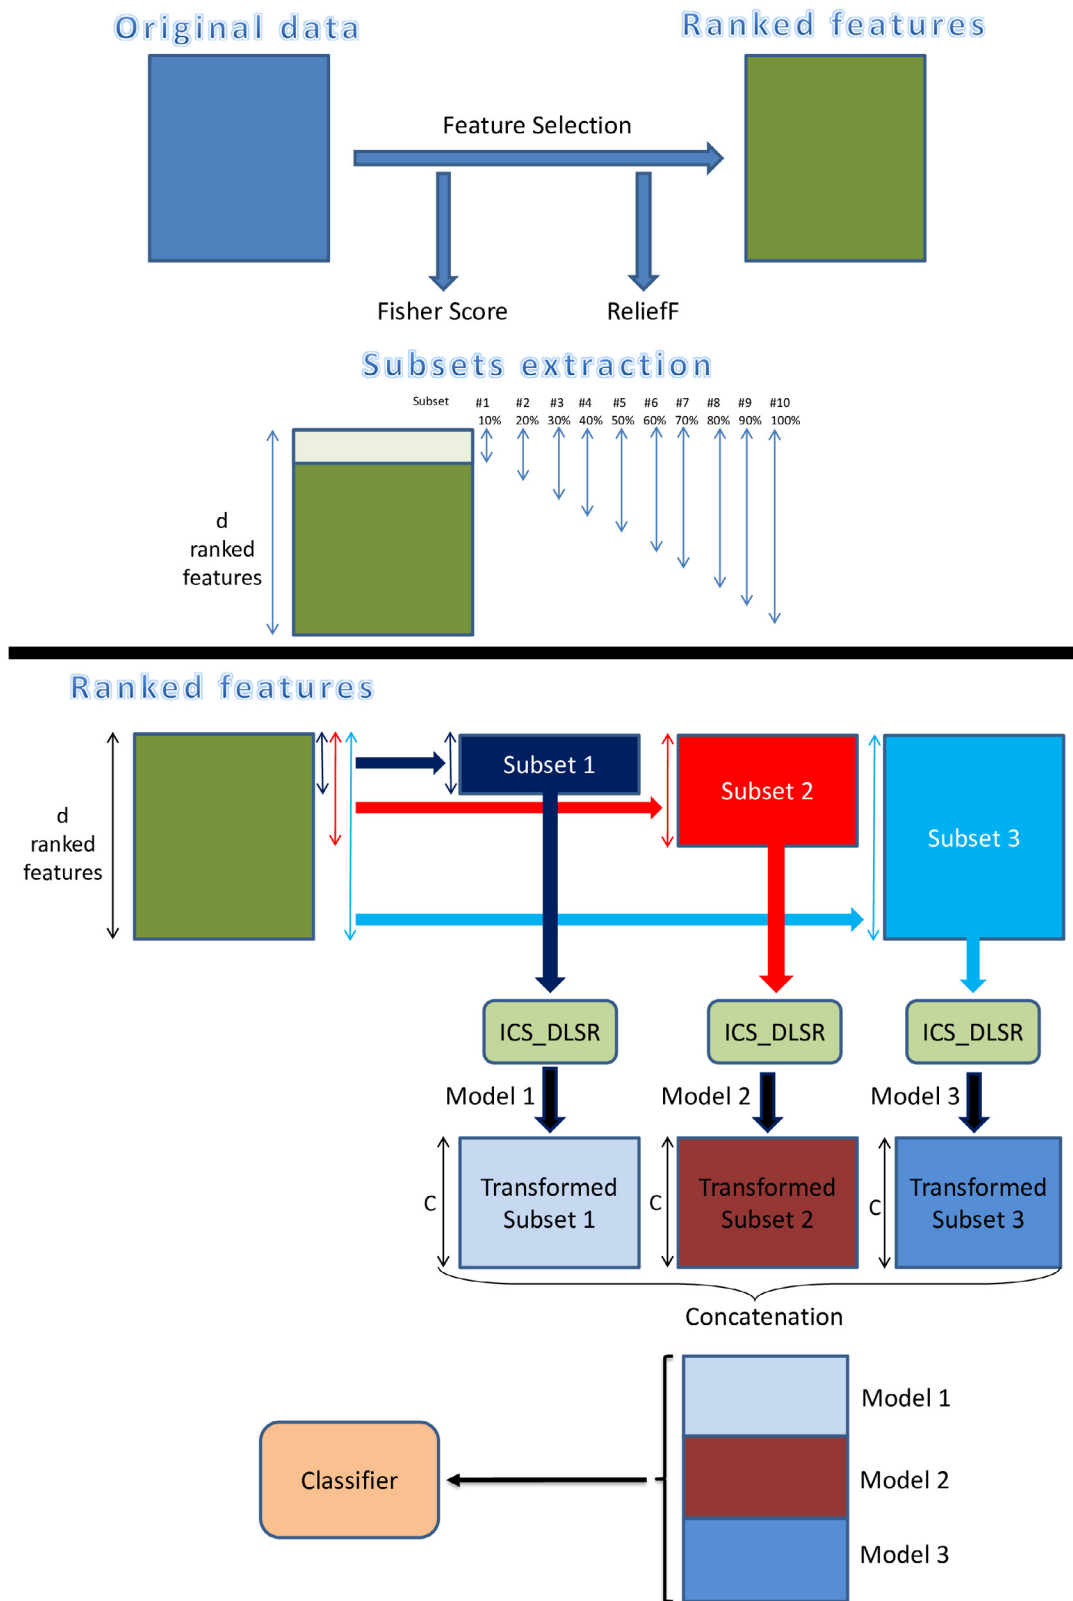 Original data
Ranked features
Feature Selection
Fisher Score
ReliefF
Subsets extraction
Subset #1 #2 #3 #4 #5 #6 #7 #8 #9 #10
10% 20% 30% 40% 50% 60% 70% 80% 90% 100%
d
ranked
features
Ranked features
d
ranked
features
Subset 1
Subset 2
Subset 3
ICS_DLSR
ICS_DLSR
ICS_DLSR
Model 1
Model 2
Model 3
C
Transformed
Subset 1
C
Transformed
Subset 2
C
Transformed
Subset 3
Concatenation
Model 1
Model 2
Model 3
Classifier